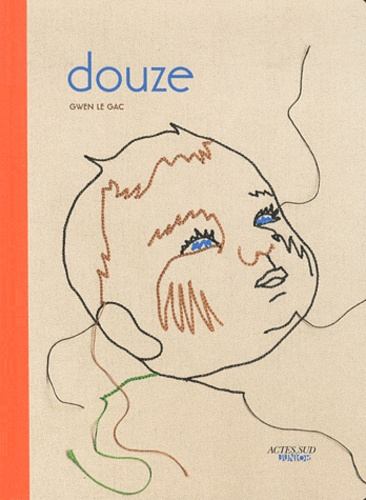 douze
GWEN LE GAC
ACTES SUD
JUNIOR